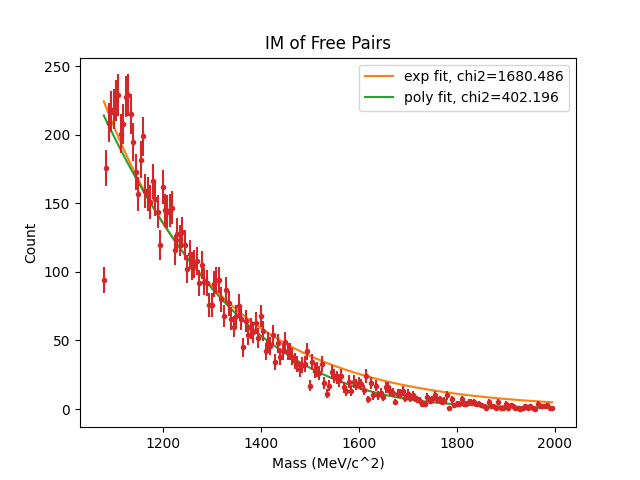 IM of Free Pairs
exp fit, chi2=1680.486
poly fit, chi2=402.196
Count
250
200
150
100
50
0
1200
1400
1600
1800
2000
Mass (MeV/c^2)